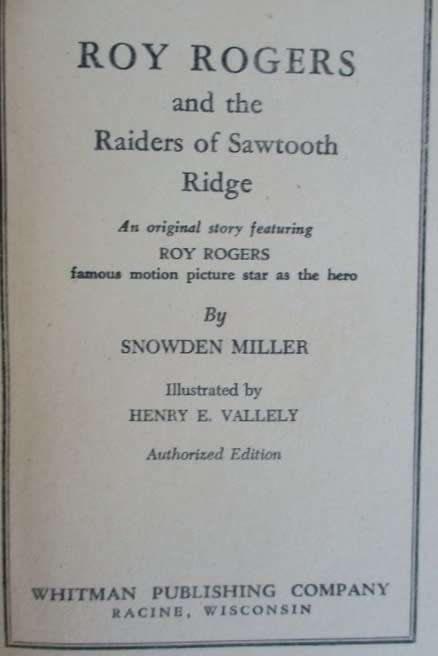 ROY ROGERS
and the
Raiders of Sawtooth
Ridge
An original story featuring
ROY ROGERS
famous motion picture star as the hero
By
SNOWDEN MILLER
Illustrated by
HENRY E. VALLELY
Authorized Edition
WHITMAN PUBLISHING COMPANY
RACINE, WISCONSIN